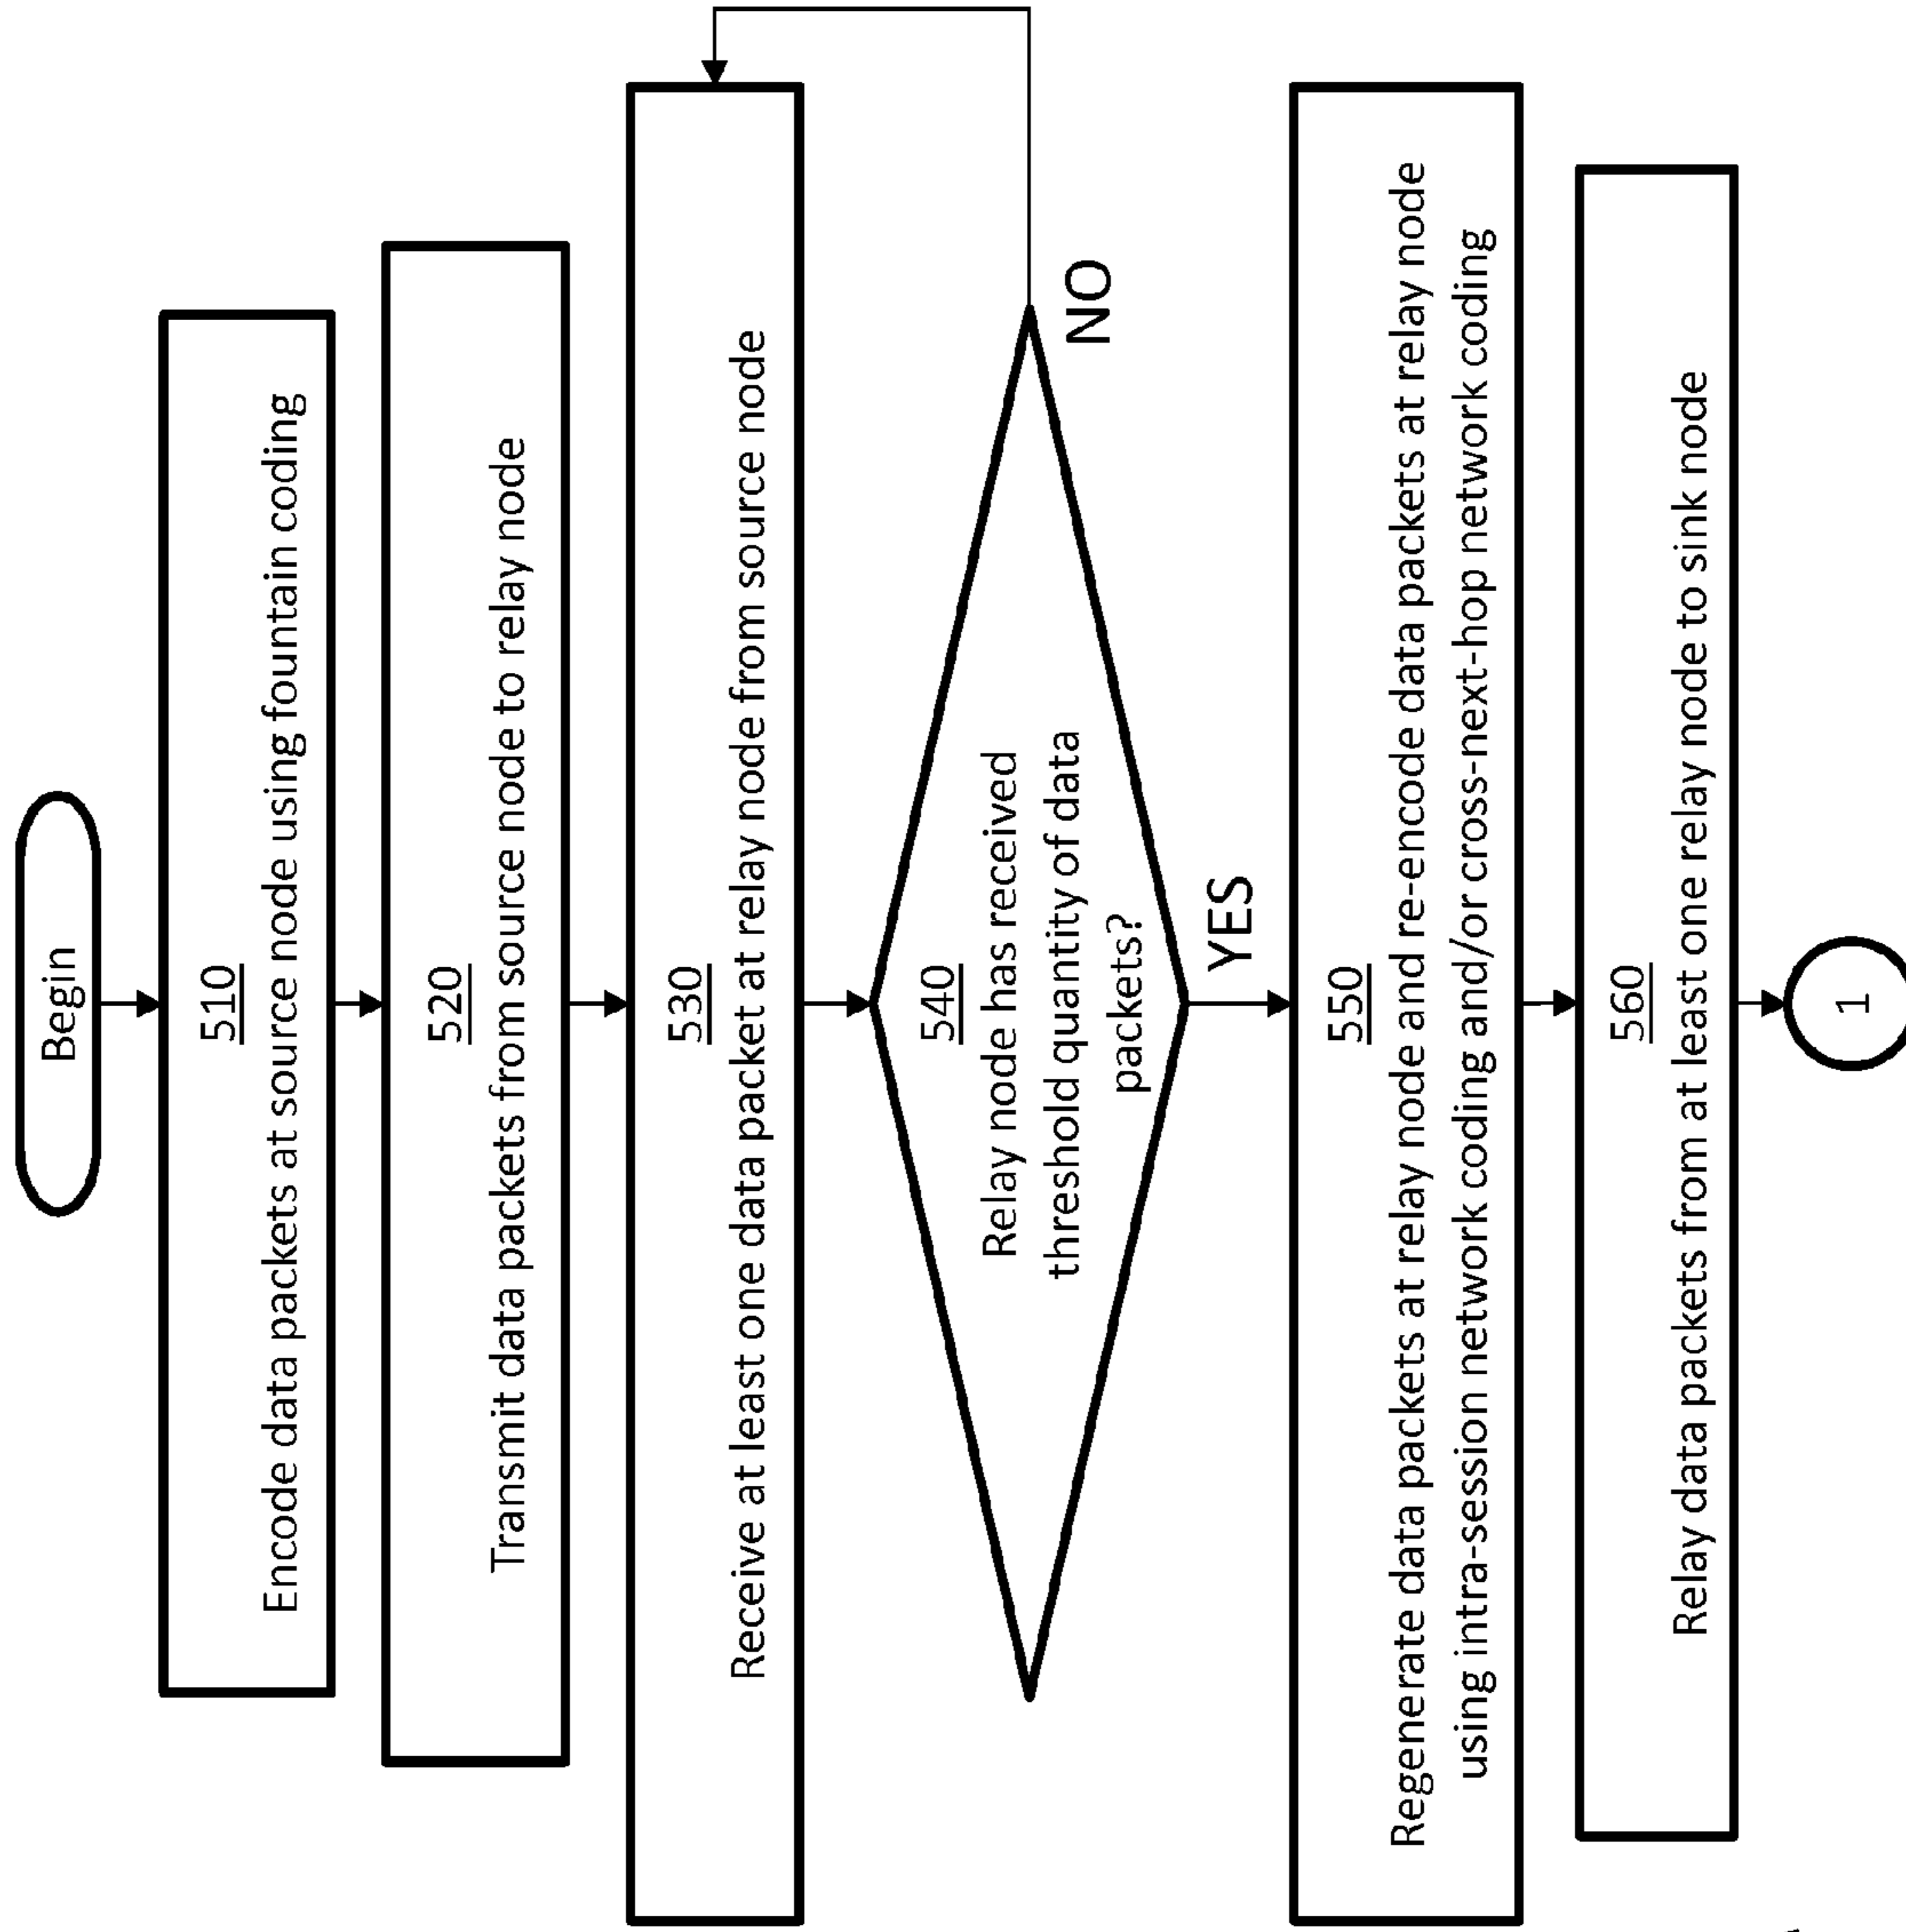 Begin
510
Encode data packets at source node using fountain coding
520
Transmit data packets from source node to relay node
530
Receive at least one data packet at relay node from source node
540
Relay node has received
threshold quantity of data
packets?
NO
YES
550
Regenerate data packets at relay node and re-encode data packets at relay node
using intra-session network coding and/or cross-next-hop network coding
560
Relay data packets from at least one relay node to sink node
1